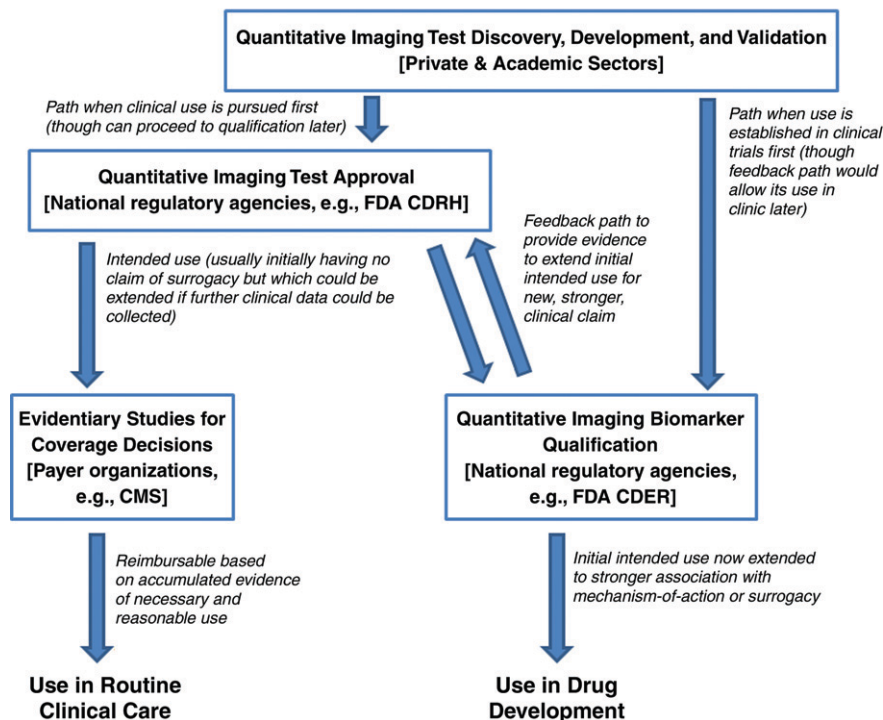 Quantitative Imaging Test Discovery, Development, and Validation
[Private & Academic Sectors]
Path when clinical use is pursued first
(though can proceed to qualification later)
Path when use is
established in clinical
trials first (though
feedback path would
allow its use in
clinic later)
Quantitative Imaging Test Approval
[National regulatory agencies, e.g., FDA CDRH]
Intended use (usually initially having no
claim of surrogacy but which could be
extended if further clinical data could be
collected)
Feedback path to
provide evidence
to extend initial
intended use for
new, stronger,
clinical claim
Evidentiary Studies for
Coverage Decisions
[Payer organizations,
e.g., CMS]
Quantitative Imaging Biomarker
Qualification
[National regulatory agencies,
e.g., FDA CDER]
Reimbursable based
on accumulated evidence
of necessary and
reasonable use
Initial intended use now extended
to stronger association with
mechanism-of-action or surrogacy
Use in Routine
Clinical Care
Use in Drug
Development